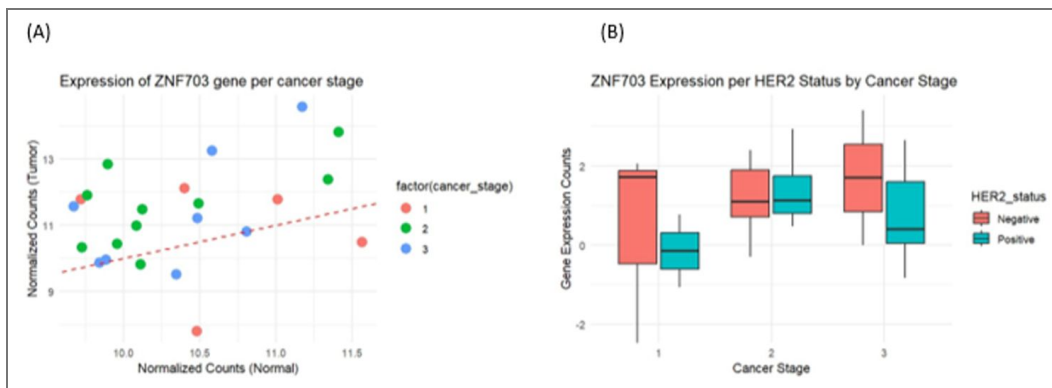 (A)
(B)
Expression of ZNF703 gene per cancer stage
Normalized Counts (Tumor)
13
11
9
10.0 10.5 11.0 11.5
Normalized Counts (Normal)
factor(cancer_stage)
1
2
3
ZNF703 Expression per HER2 Status by Cancer Stage
Gene Expression Counts
2
0
-2
1 2 3
Cancer Stage
HER2_status
Negative
Positive